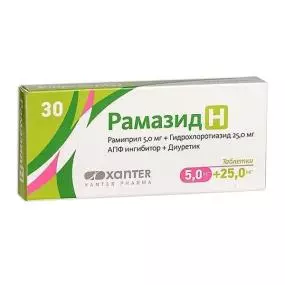 30
Рамазид Н
Рамиприл 5,0 мг + Гидрохлоротиазид 25,0 мг
АПФ ингибитор + Диуретик
XANTER
XANTER PHARMA
Таблетки
5,0 мг +25,0 мг